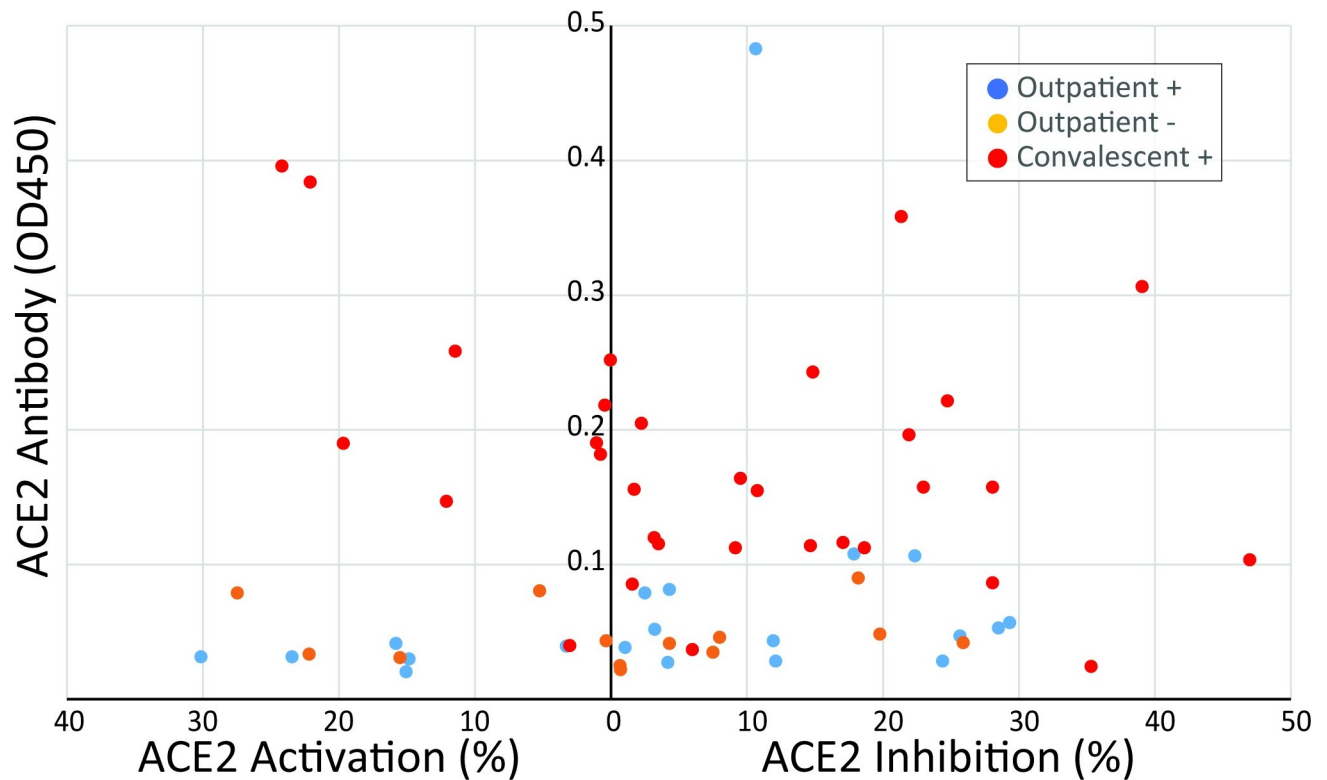 ACE2 Antibody (OD450)
0.5
0.4
0.3
0.2
0.1
Outpatient +
Outpatient -
Convalescent +
40 30 20 10 0 10 20 30 40 50
ACE2 Activation (%) ACE2 Inhibition (%)